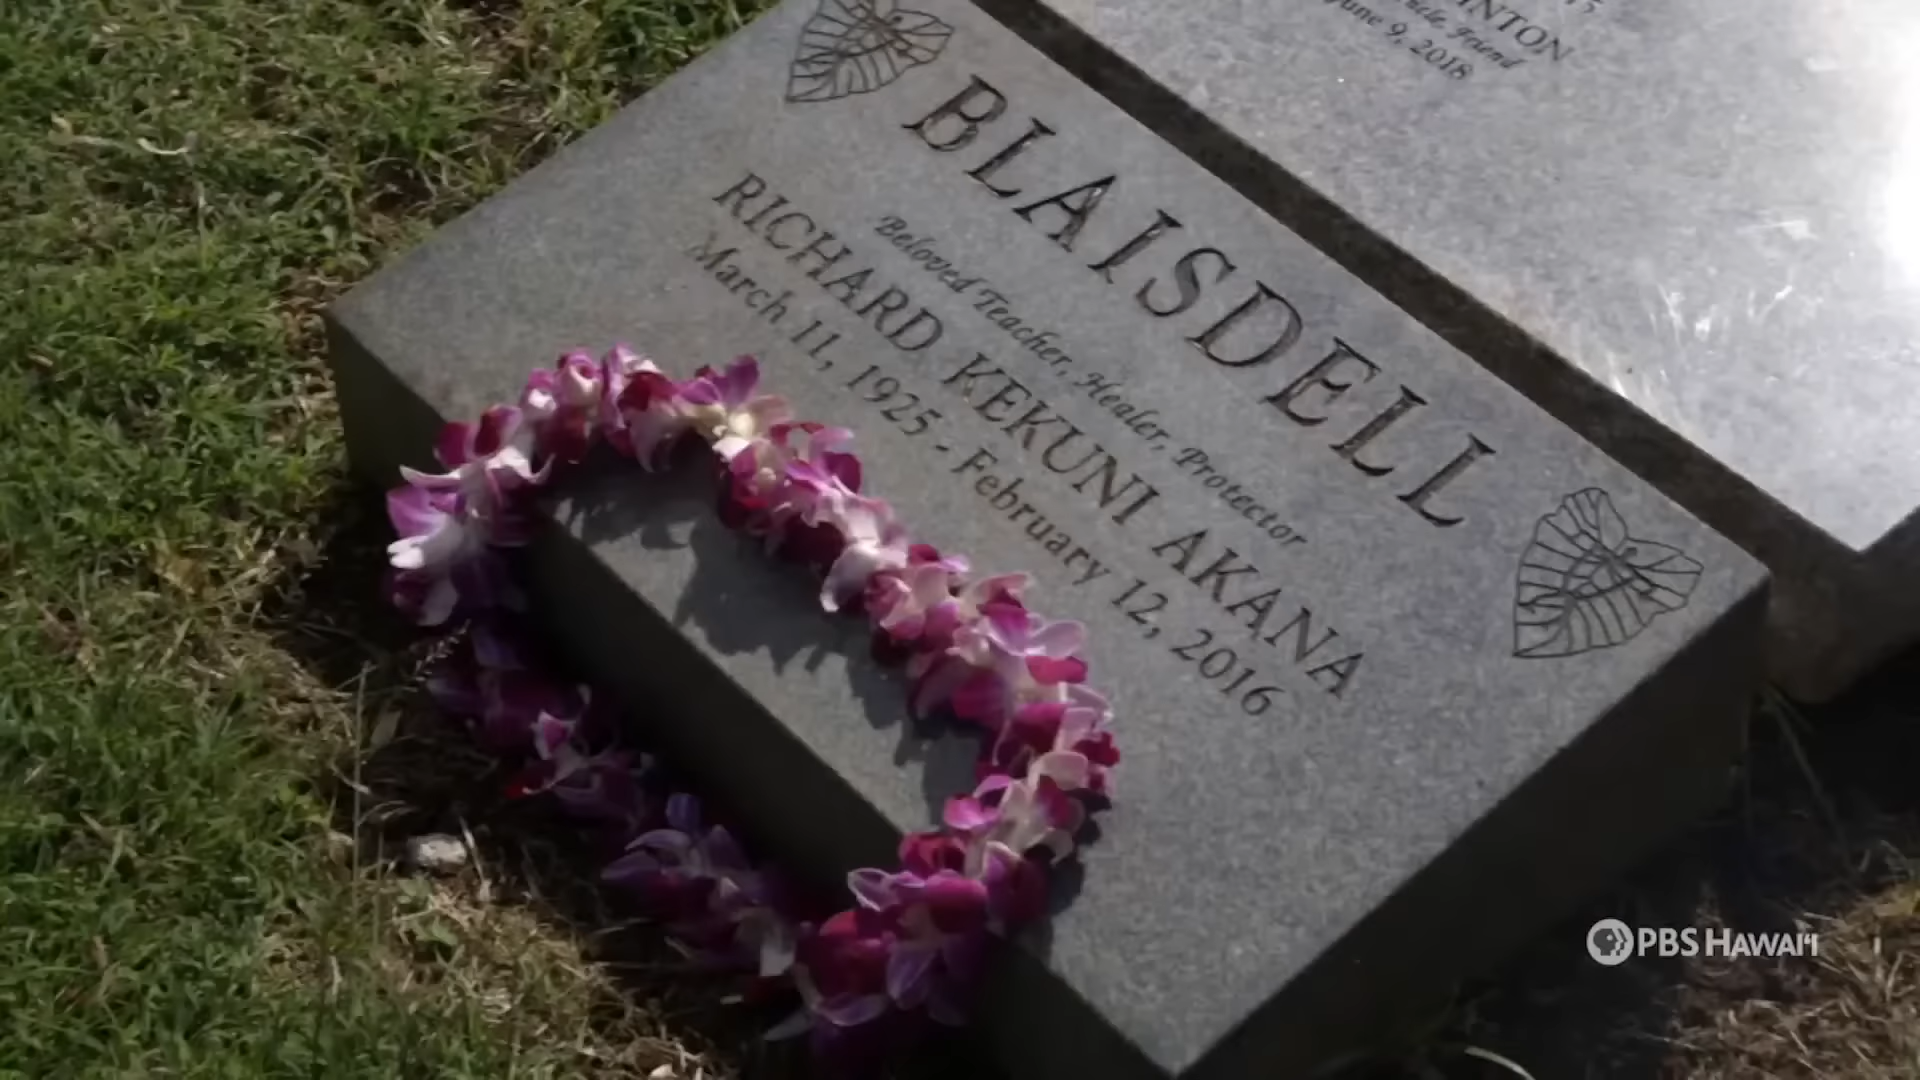 BLAISDELL
Beloved Teacher, Healer, Protector
RICHARD KEKUNI AKANA
March 11, 1925 - February 12, 2016
Friend
June 9, 2018
PBS HAWAIʻI